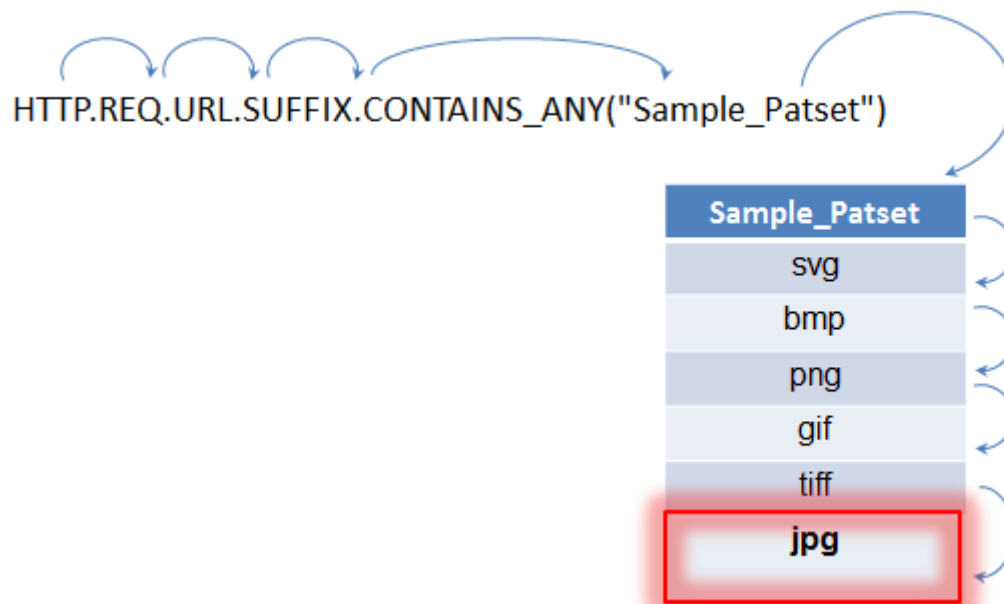 HTTP.REQ.URL.SUFFIX.CONTAINS_ANY("Sample_Patset")
Sample_Patset
svg
bmp
png
gif
tiff
jpg